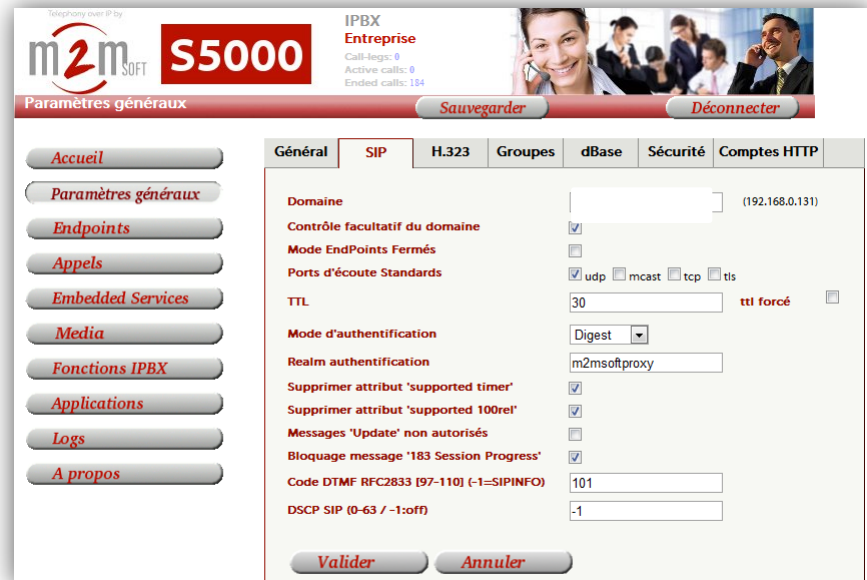 Telephony over IP by
m2m SOFT
S5000
IPBX
Entreprise
Call-legs: 0
Active calls: 0
Ended calls: 184
Paramètres généraux
Sauvegarder
Déconnecter
Accueil
Paramètres généraux
Endpoints
Appels
Embedded Services
Media
Fonctions IPBX
Applications
Logs
A propos
Général SIP H.323 Groupes dBase Sécurité Comptes HTTP
Domaine (192.168.0.131)
Contrôle facultatif du domaine
Mode EndPoints Fermés
Ports d'écoute Standards udp mcast tcp tls
TTL 30 ttl forcé
Mode d'authentification Digest
Realm authentification m2msoftproxy
Supprimer attribut 'supported timer'
Supprimer attribut 'supported 100rel'
Messages 'Update' non autorisés
Bloquage message '183 Session Progress'
Code DTMF RFC2833 [97-110] (-1=SIPINFO) 101
DSCP SIP (0-63 / -1:off) -1
Valider Annuler